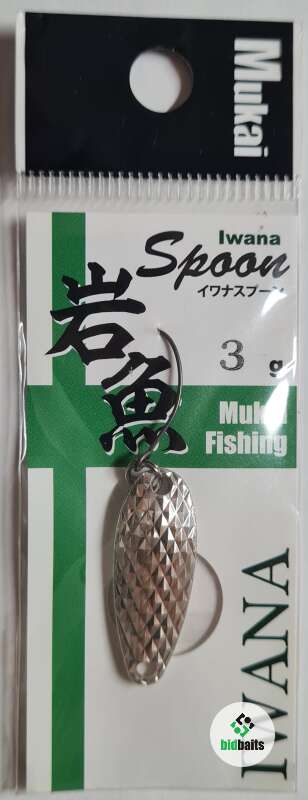 Mukai
Iwana
Spoon
イワナスプーン
岩魚
3 g
Mukai
Fishing
IWANA
bidbaits